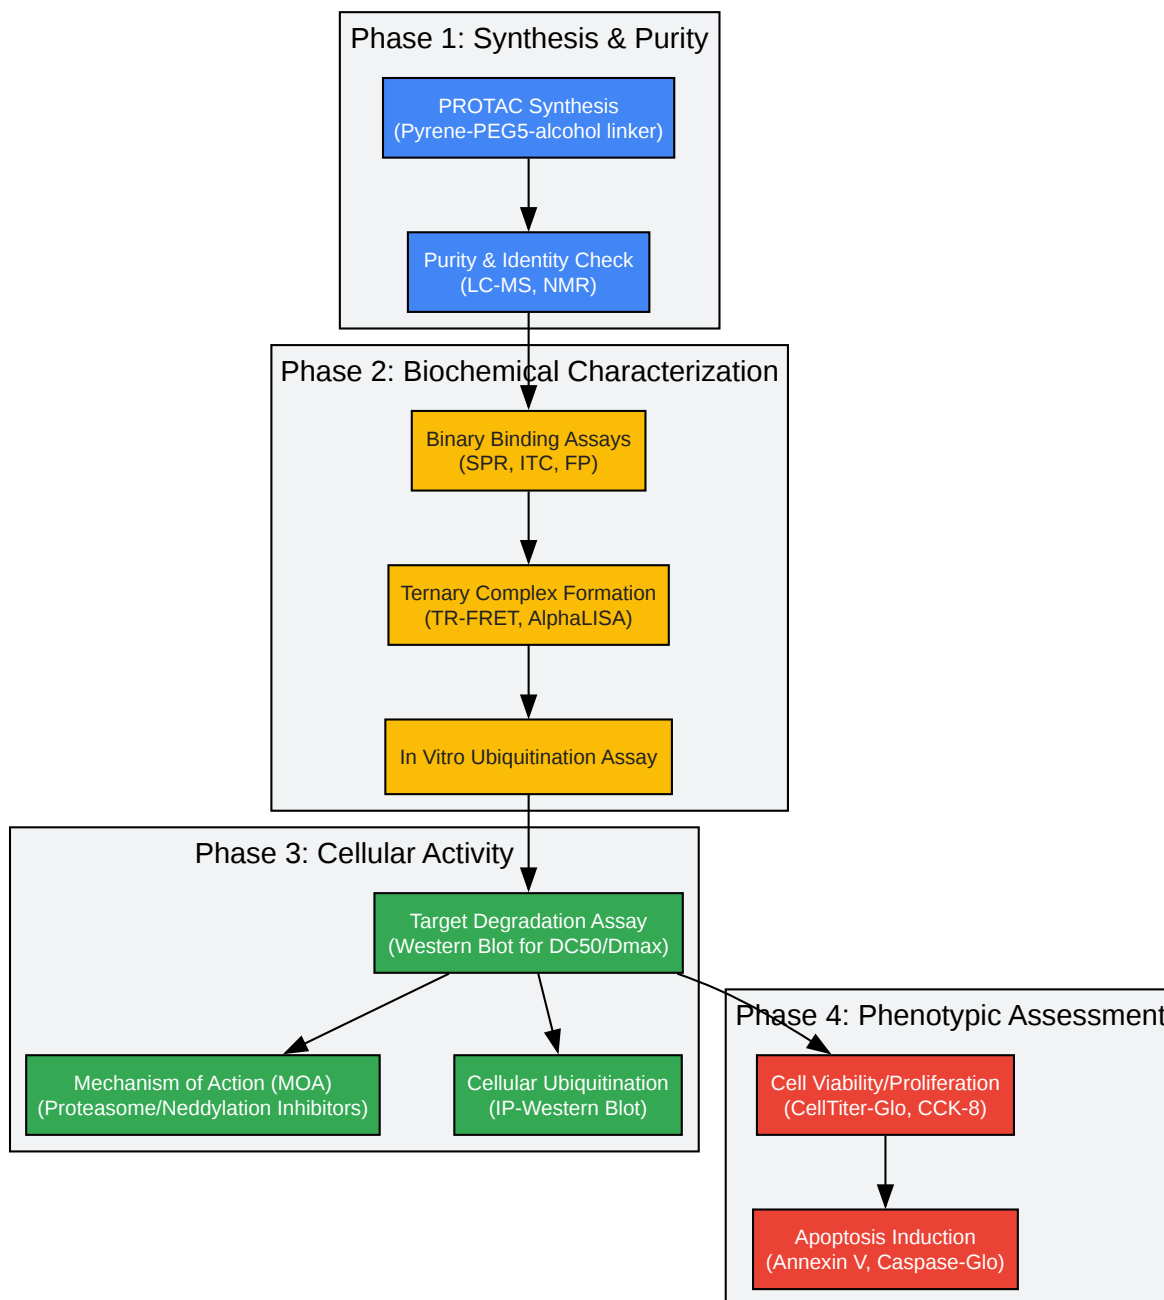 Phase 1: Synthesis & Purity
PROTAC Synthesis
(Pyrene-PEG5-alcohol linker)
Purity & Identity Check
(LC-MS, NMR)
Phase 2: Biochemical Characterization
Binary Binding Assays
(SPR, ITC, FP)
Ternary Complex Formation
(TR-FRET, AlphaLISA)
In Vitro Ubiquitination Assay
Phase 3: Cellular Activity
Target Degradation Assay
(Western Blot for DC50/Dmax)
Mechanism of Action (MOA)
(Proteasome/Neddylation Inhibitors)
Cellular Ubiquitination
(IP-Western Blot)
Phase 4: Phenotypic Assessment
Cell Viability/Proliferation
(CellTiter-Glo, CCK-8)
Apoptosis Induction
(Annexin V, Caspase-Glo)